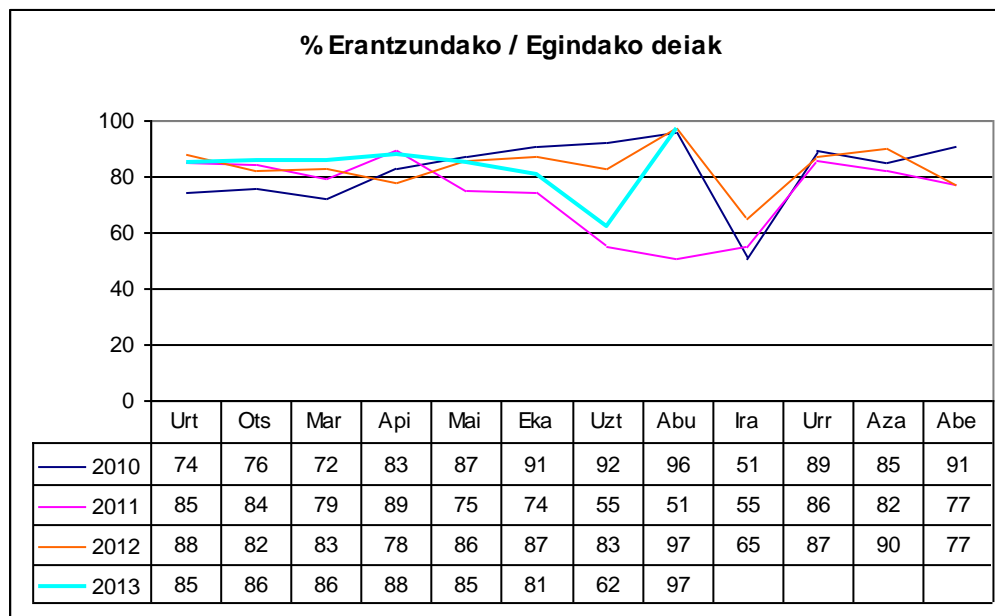 % Erantzundako / Egindako deiak
100
80
60
40
20
0
Urt Ots Mar Api Mai Eka Uzt Abu Ira Urr Aza Abe
2010 74 76 72 83 87 91 92 96 51 89 85 91
2011 85 84 79 89 75 74 55 51 55 86 82 77
2012 88 82 83 78 86 87 83 97 65 87 90 77
2013 85 86 86 88 85 81 62 97